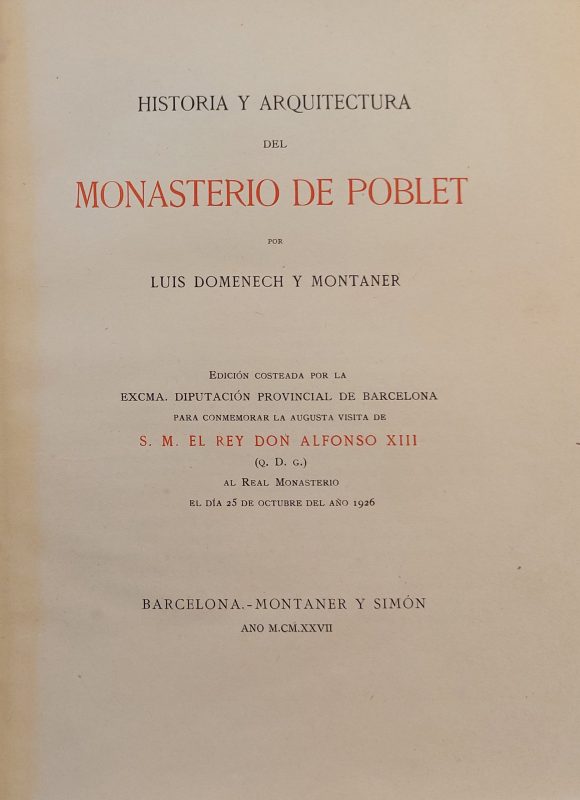 HISTORIA Y ARQUITECTURA
DEL
MONASTERIO DE POBLET
POR
LUIS DOMENECH Y MONTANER
EDICIÓN COSTEADA POR LA
EXCMA. DIPUTACIÓN PROVINCIAL DE BARCELONA
PARA CONMEMORAR LA AUGUSTA VISITA DE
S. M. EL REY DON ALFONSO XIII
(Q. D. G.)
AL REAL MONASTERIO
EL DÍA 25 DE OCTUBRE DEL AÑO 1926
BARCELONA.-MONTANER Y SIMÓN
AÑO M.CM.XXVII